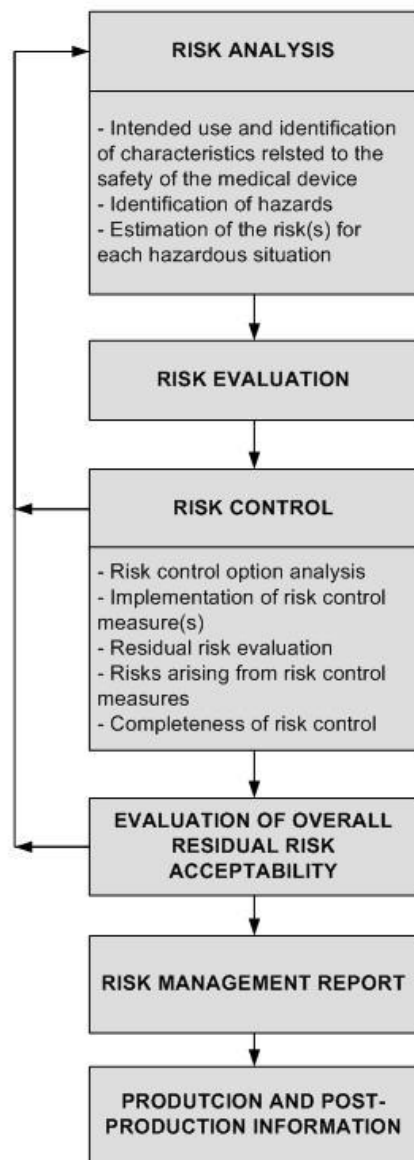 RISK ANALYSIS
- Intended use and identification
of characteristics relsted to the
safety of the medical device
- Identification of hazards
- Estimation of the risk(s) for
each hazardous situation
RISK EVALUATION
RISK CONTROL
- Risk control option analysis
- Implementation of risk control
measure(s)
- Residual risk evaluation
- Risks arising from risk control
measures
- Completeness of risk control
EVALUATION OF OVERALL
RESIDUAL RISK
ACCEPTABILITY
RISK MANAGEMENT REPORT
PRODUTCION AND POST-
PRODUCTION INFORMATION